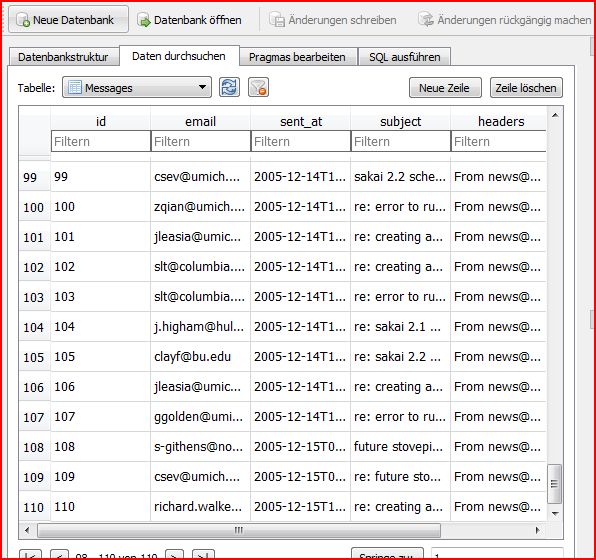 Neue Datenbank Datenbank öffnen Änderungen schreiben Änderungen rückgängig machen
Datenbankstruktur Daten durchsuchen Pragmas bearbeiten SQL ausführen
Tabelle: Messages Neue Zeile Zeile löschen
id email sent_at subject headers
Filtern Filtern Filtern Filtern Filtern
99 99 csev@umich.... 2005-12-14T1... sakai 2.2 sche... From news@...
100 100 zqian@umich.... 2005-12-14T1... re: error to ru... From news@...
101 101 jleasia@umic... 2005-12-14T1... re: creating a... From news@...
102 102 slt@columbia.... 2005-12-14T1... re: creating a... From news@...
103 103 slt@columbia.... 2005-12-14T1... re: error to ru... From news@...
104 104 j.higham@hul... 2005-12-14T1... re: sakai 2.1 ... From news@...
105 105 clayf@bu.edu 2005-12-14T1... re: sakai 2.2 ... From news@...
106 106 jleasia@umic... 2005-12-14T1... re: creating a... From news@...
107 107 ggolden@umi... 2005-12-14T1... re: error to ru... From news@...
108 108 s-githens@no... 2005-12-15T0... future stovepi... From news@...
109 109 csev@umich.... 2005-12-15T0... re: future sto... From news@...
110 110 richard.walke... 2005-12-15T1... re: creating a... From news@...